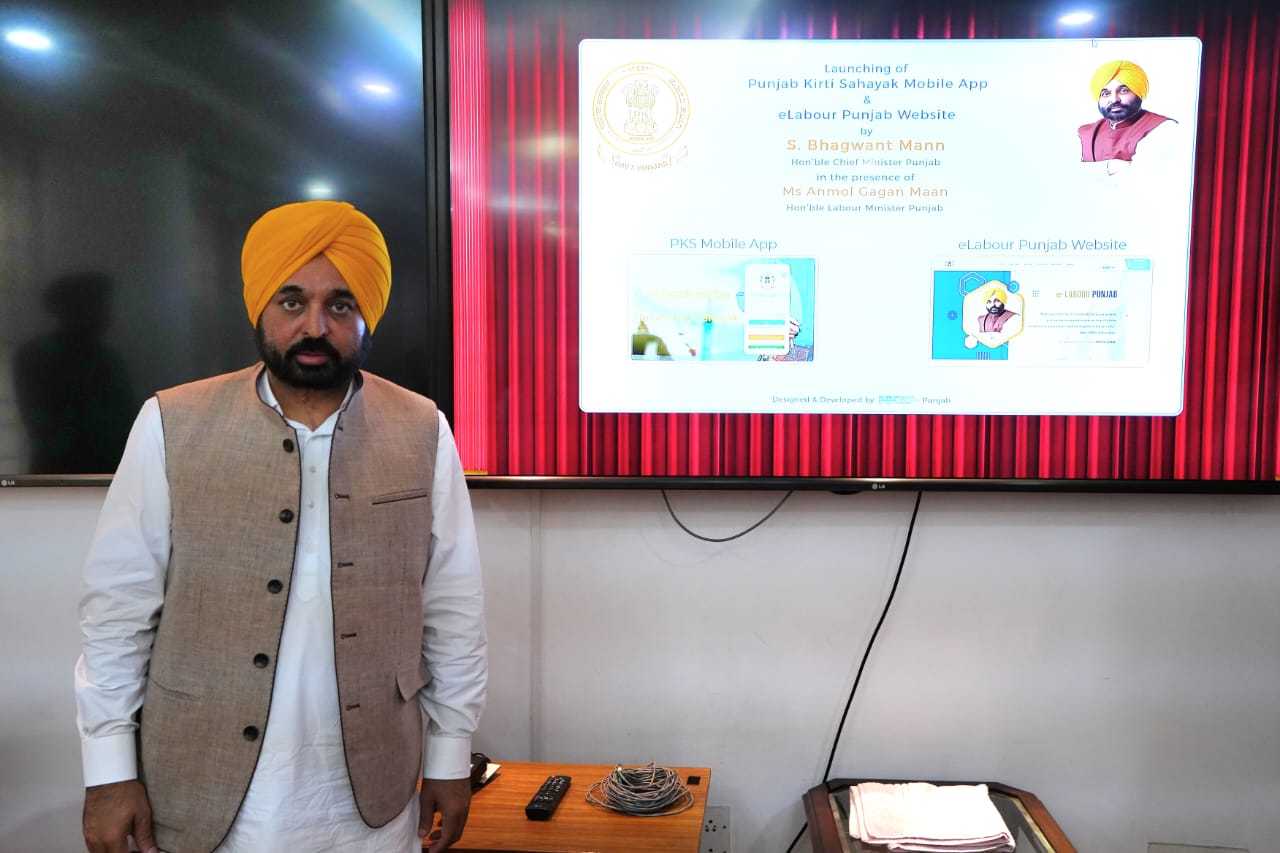 Launching of
Punjab Kirti Sahayak Mobile App
&
eLabour Punjab Website
by
S. Bhagwant Mann
Hon'ble Chief Minister Punjab
in the presence of
Ms Anmol Gagan Maan
Hon'ble Labour Minister Punjab
GOVT. PUNJAB
PKS Mobile App
eLabour Punjab Website
e-LABOUR PUNJAB
Designed & Developed by
Punjab
LG
LG